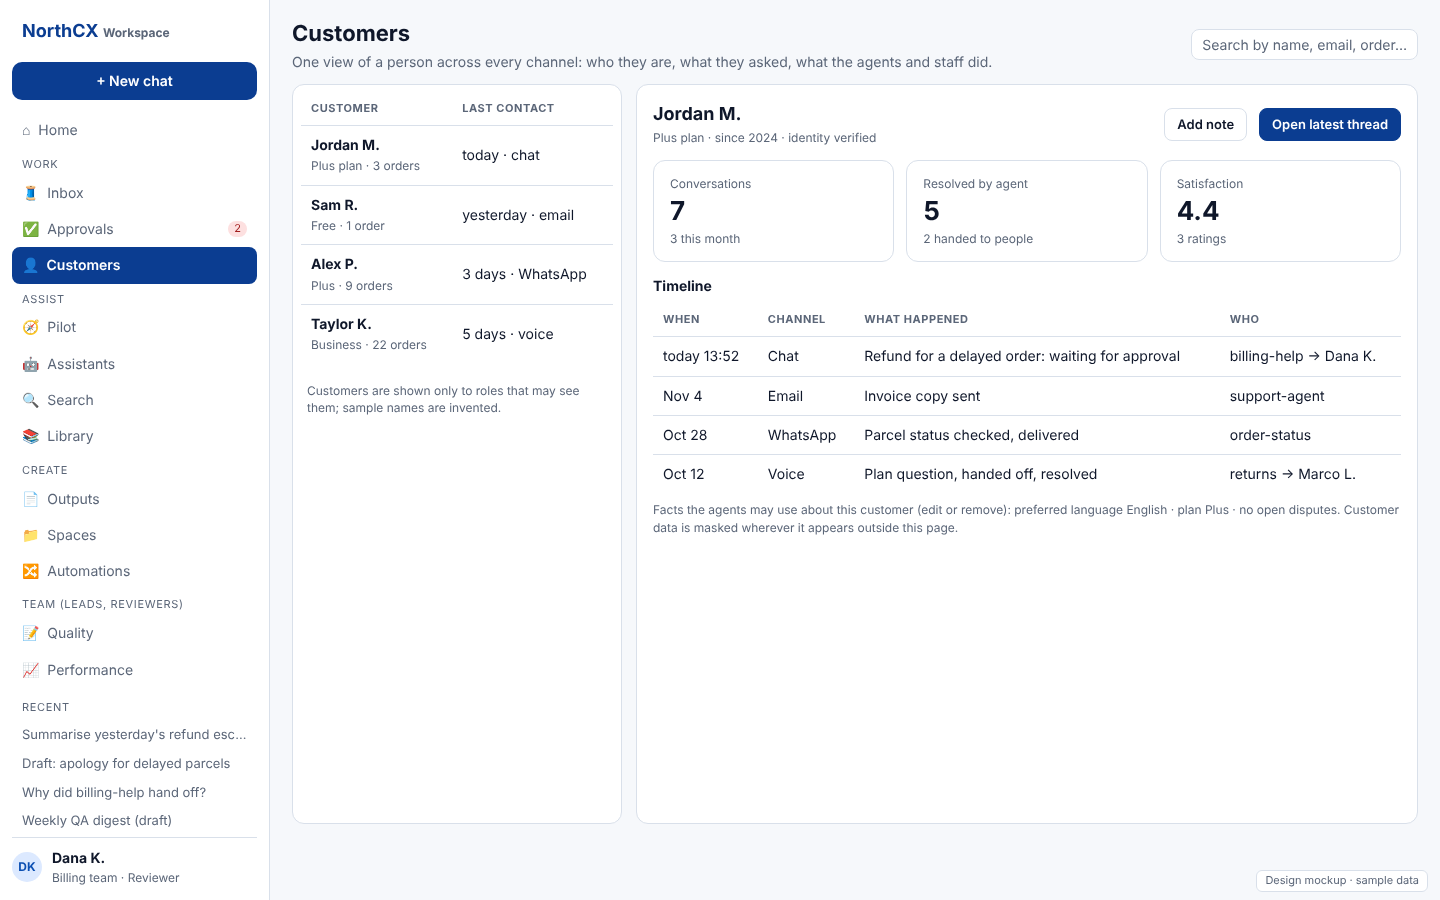 NorthCX Workspace
+ New chat
Home
WORK
Inbox
Approvals 2
Customers
ASSIST
Pilot
Assistants
Search
Library
CREATE
Outputs
Spaces
Automations
TEAM (LEADS, REVIEWERS)
Quality
Performance
RECENT
Summarise yesterday's refund esc...
Draft: apology for delayed parcels
Why did billing-help hand off?
Weekly QA digest (draft)
DK
Dana K.
Billing team · Reviewer
Customers
One view of a person across every channel: who they are, what they asked, what the agents and staff did.
Search by name, email, order...
CUSTOMER LAST CONTACT
Jordan M.
Plus plan · 3 orders
today · chat
Sam R.
Free · 1 order
yesterday · email
Alex P.
Plus · 9 orders
3 days · WhatsApp
Taylor K.
Business · 22 orders
5 days · voice
Customers are shown only to roles that may see
them; sample names are invented.
Jordan M.
Plus plan · since 2024 · identity verified
Add note
Open latest thread
Conversations
7
3 this month
Resolved by agent
5
2 handed to people
Satisfaction
4.4
3 ratings
Timeline
WHEN CHANNEL WHAT HAPPENED WHO
today 13:52 Chat Refund for a delayed order: waiting for approval billing-help → Dana K.
Nov 4 Email Invoice copy sent support-agent
Oct 28 WhatsApp Parcel status checked, delivered order-status
Oct 12 Voice Plan question, handed off, resolved returns → Marco L.
Facts the agents may use about this customer (edit or remove): preferred language English · plan Plus · no open disputes. Customer
data is masked wherever it appears outside this page.
Design mockup · sample data